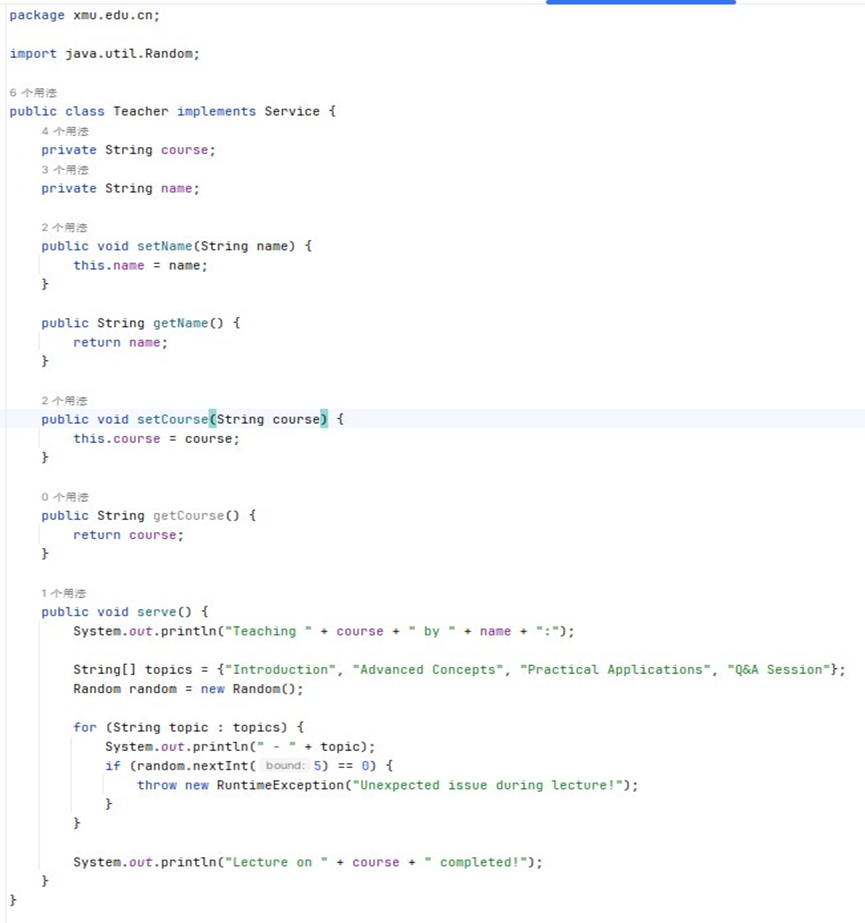 package xmu.edu.cn;
import java.util.Random;
6 个用法
public class Teacher implements Service {
4 个用法
private String course;
3 个用法
private String name;
2 个用法
public void setName(String name) {
this.name = name;
}
public String getName() {
return name;
}
2 个用法
public void setCourse(String course) {
this.course = course;
}
0 个用法
public String getCourse() {
return course;
}
1 个用法
public void serve() {
System.out.println("Teaching " + course + " by " + name + ":");
String[] topics = {"Introduction", "Advanced Concepts", "Practical Applications", "Q&A Session"};
Random random = new Random();
for (String topic : topics) {
System.out.println(" - " + topic);
if (random.nextInt( bound: 5) == 0) {
throw new RuntimeException("Unexpected issue during lecture!");
}
}
System.out.println("Lecture on " + course + " completed!");
}
}